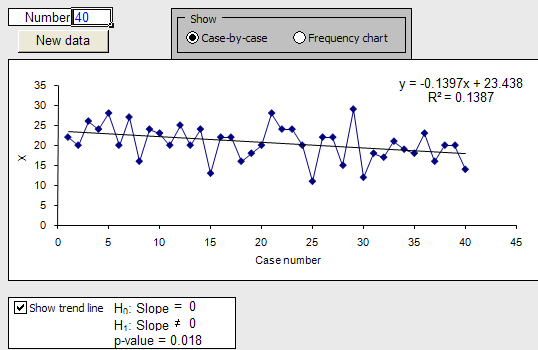 Number 40
New data
Show
Case-by-case Frequency chart
y = -0.1397x + 23.438
R² = 0.1387
35
30
25
20
15
10
5
0
X
0 5 10 15 20 25 30 35 40 45
Case number
Show trend line H₀: Slope = 0
H₁: Slope ≠ 0
p-value = 0.018